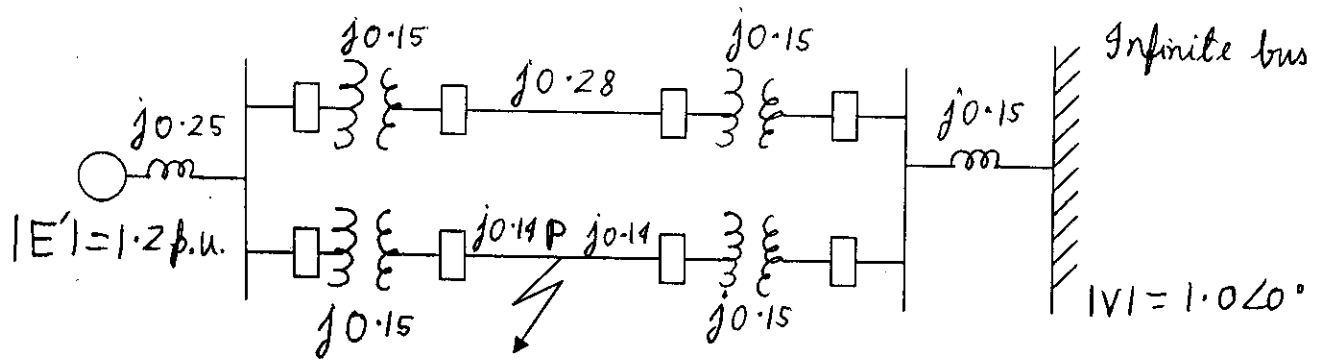 j0.15
j0.15
Infinite bus
j0.28
j0.25
j0.15
|E'| = 1.2 p.u.
j0.14 P j0.14
|V| = 1.0∠0°
j0.15
j0.15